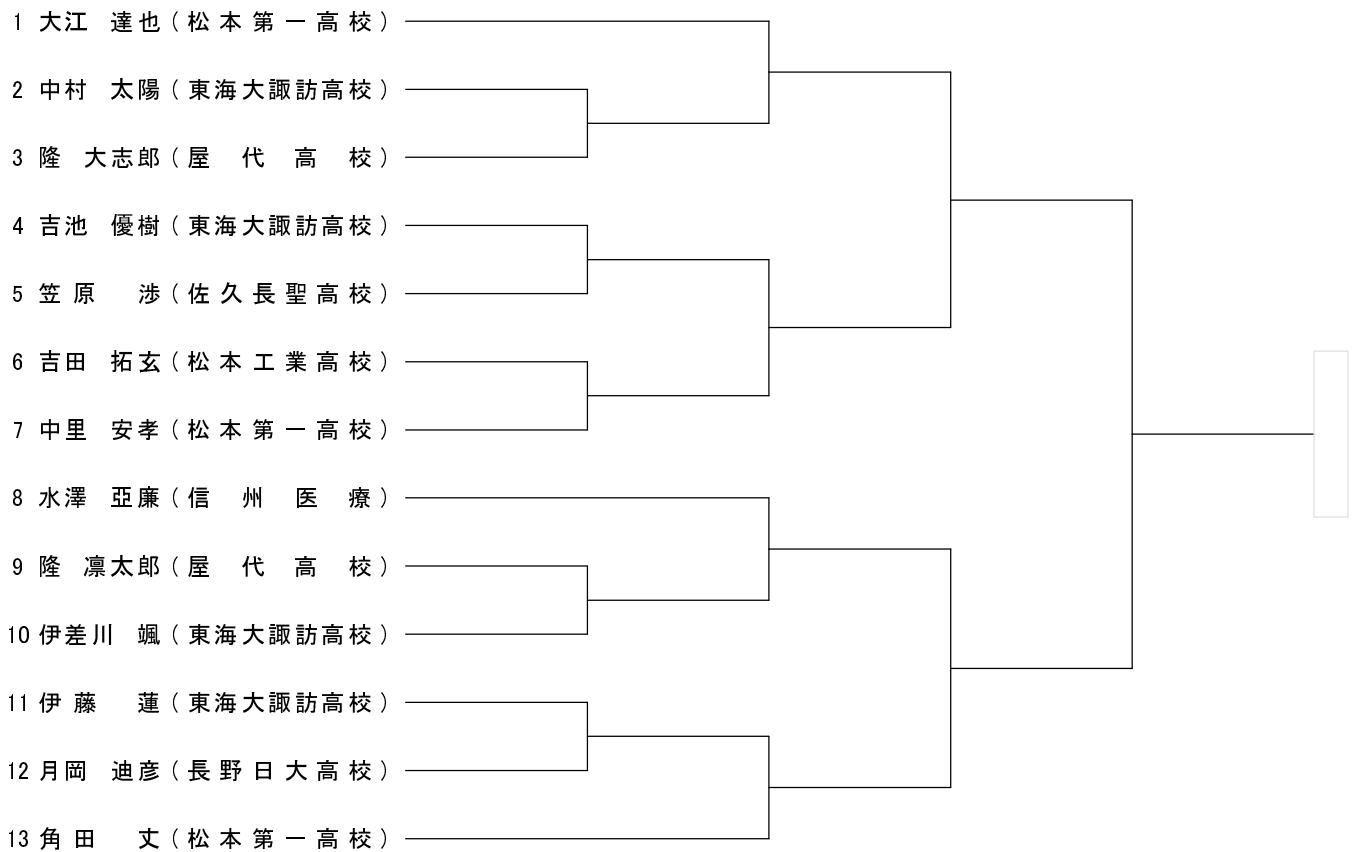 1 大江 達也（松本第一高校）
2 中村 太陽（東海大諏訪高校）
3 隆 大志郎（屋代高校）
4 吉池 優樹（東海大諏訪高校）
5 笠原 渉（佐久長聖高校）
6 吉田 拓玄（松本工業高校）
7 中里 安孝（松本第一高校）
8 水澤 亞廉（信州医療）
9 隆 凛太郎（屋代高校）
10 伊差川 颯（東海大諏訪高校）
11 伊藤 蓮（東海大諏訪高校）
12 月岡 迪彦（長野日大高校）
13 角田 丈（松本第一高校）